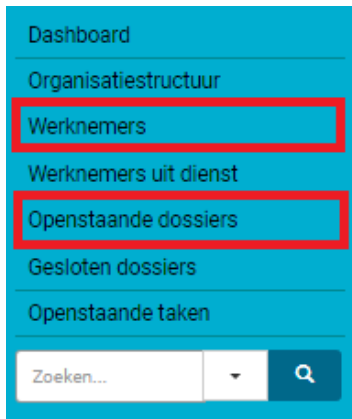 Dashboard
Organisatiestructuur
Werknemers
Werknemers uit dienst
Openstaande dossiers
Gesloten dossiers
Openstaande taken
Zoeken...